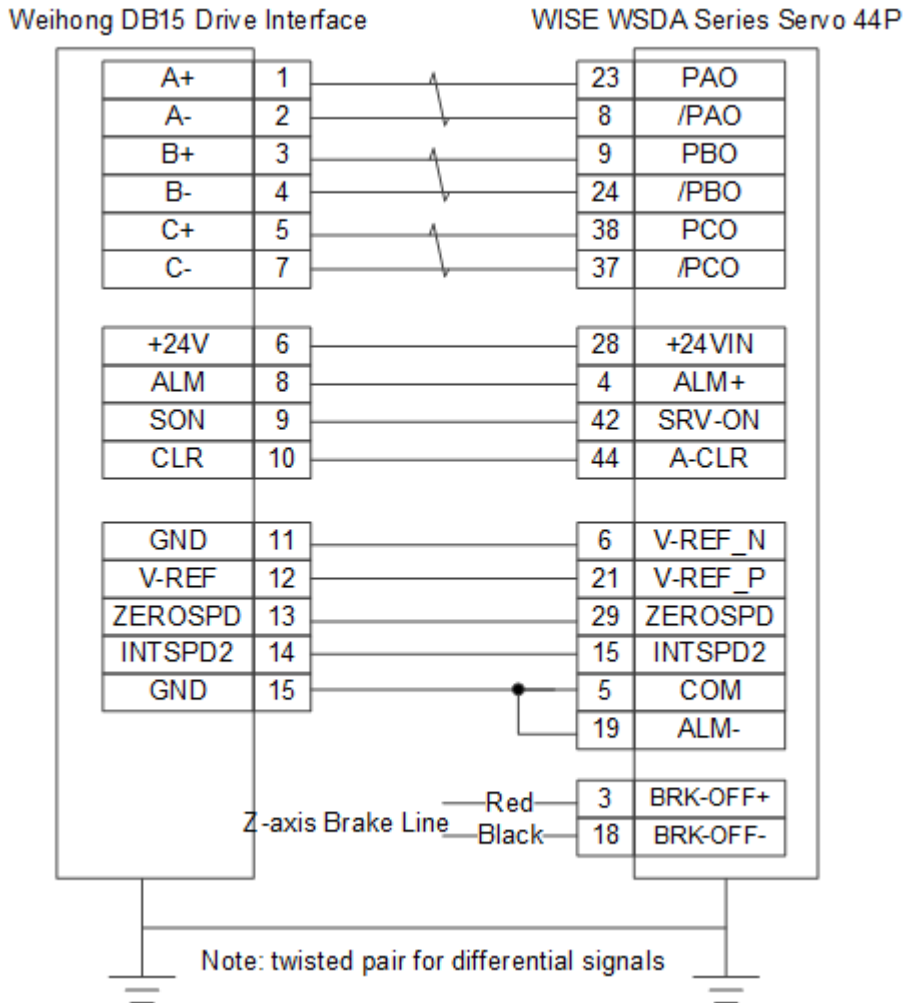 Weihong DB15 Drive Interface WISE WSDA Series Servo 44P
A+ 1 23 PAO
A- 2 8 /PAO
B+ 3 9 PBO
B- 4 24 /PBO
C+ 5 38 PCO
C- 7 37 /PCO
+24V 6 28 +24VIN
ALM 8 4 ALM+
SON 9 42 SRV-ON
CLR 10 44 A-CLR
GND 11 6 V-REF_N
V-REF 12 21 V-REF_P
ZEROSPD 13 29 ZEROSPD
INTSPD2 14 15 INTSPD2
GND 15 5 COM
19 ALM-
Red 3 BRK-OFF+
Z-axis Brake Line
Black 18 BRK-OFF-
Note: twisted pair for differential signals